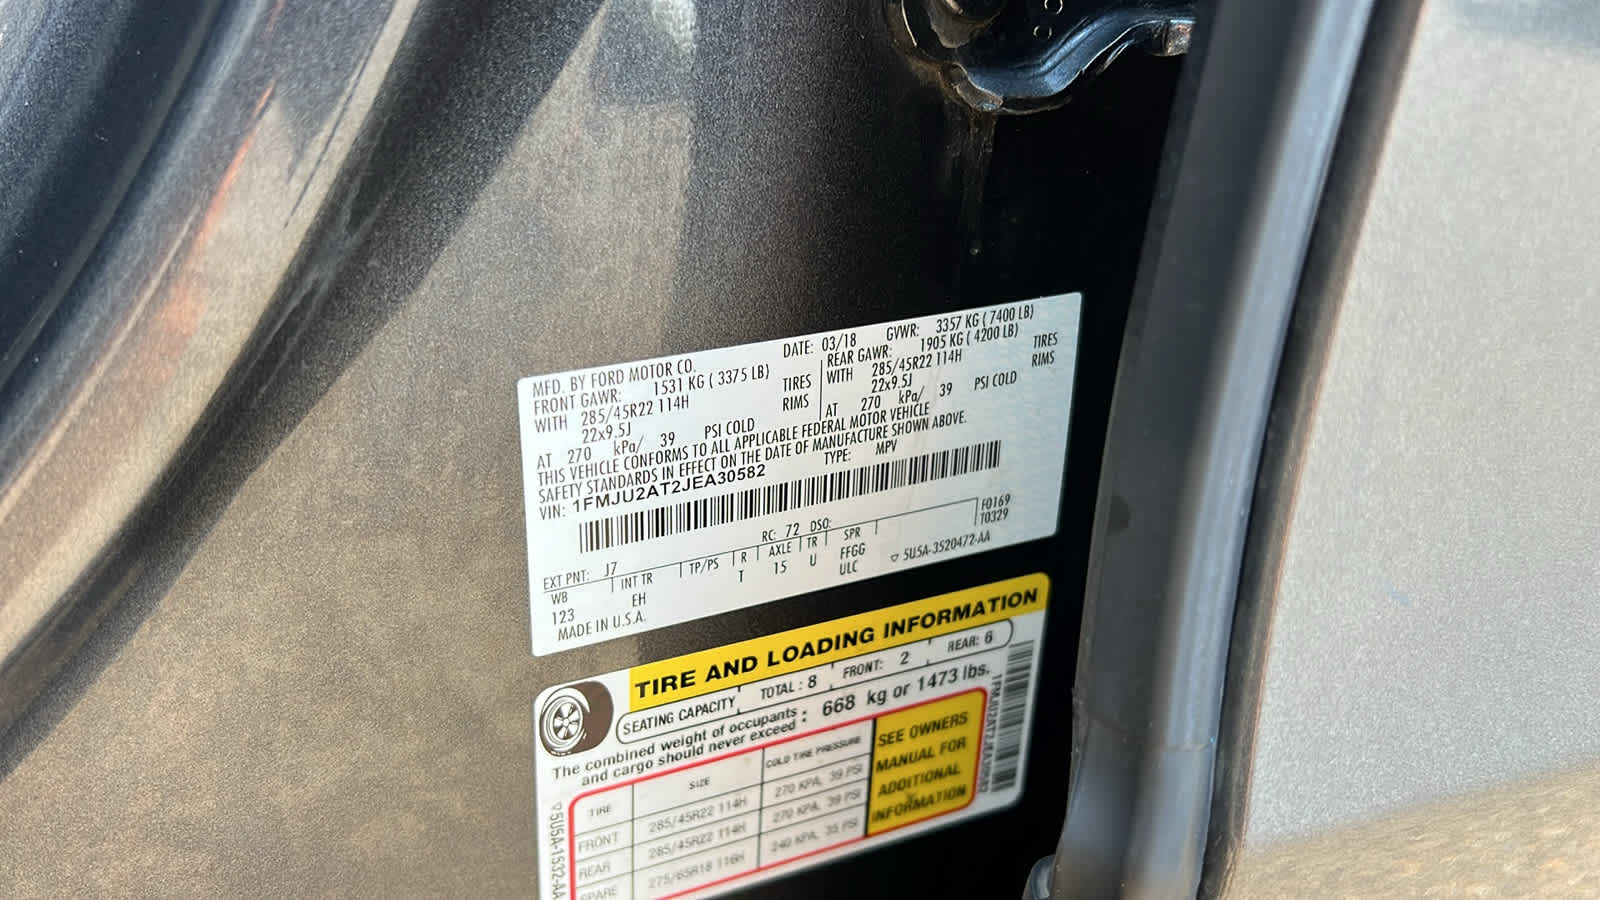 MFD. BY FORD MOTOR CO.
DATE: 03/18 GVWR: 3357 KG ( 7400 LB)
FRONT GAWR: 1531 KG ( 3375 LB)
WITH 285/45R22 114H TIRES
22x9.5J RIMS
AT 270 kPa/ 39 PSI COLD
REAR GAWR: 1905 KG ( 4200 LB)
WITH 285/45R22 114H TIRES
22x9.5J RIMS
AT 270 kPa/ 39 PSI COLD
THIS VEHICLE CONFORMS TO ALL APPLICABLE FEDERAL MOTOR VEHICLE
SAFETY STANDARDS IN EFFECT ON THE DATE OF MANUFACTURE SHOWN ABOVE.
VIN: 1FMJU2AT2JEA30582 TYPE: MPV
EXT PNT: J7 RC: 72 DSO: F0169
WB INT TR TP/PS R AXLE TR SPR T0329
123 EH T 15 U FFGG
ULC
▽ 5U5A-3520472-AA
MADE IN U.S.A.
TIRE AND LOADING INFORMATION
SEATING CAPACITY TOTAL : 8 FRONT: 2 REAR: 6
The combined weight of occupants
and cargo should never exceed : 668 kg or 1473 lbs.
TIRE SIZE COLD TIRE PRESSURE
FRONT 285/45R22 114H 270 KPA, 39 PSI
REAR 285/45R22 114H 270 KPA, 39 PSI
SPARE 275/65R18 116H 240 KPA, 35 PSI
SEE OWNERS
MANUAL FOR
ADDITIONAL
INFORMATION
1FMJU2AT2JEA30582
▽5U5A-1532-AA